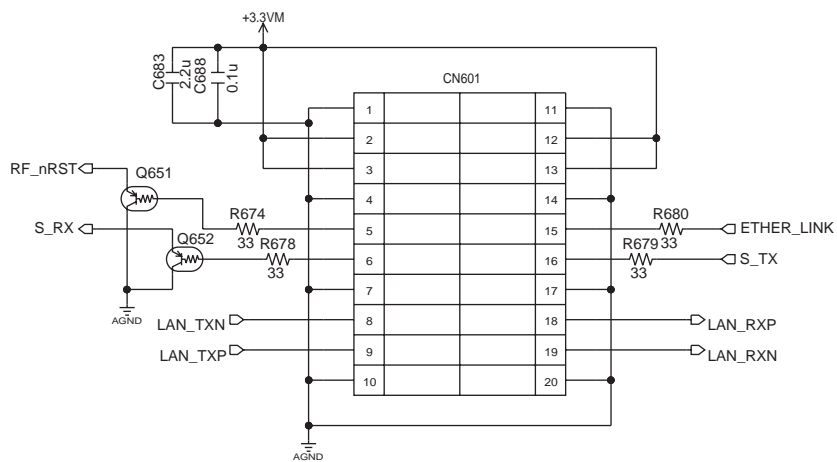 +3.3VM
C683
2.2u
C688
0.1u
CN601
1
11
2
12
RF_nRST
Q651
3
13
4
14
R674
R680
S_RX
5
15
ETHER_LINK
33
33
Q652
R678
R679
6
16
S_TX
33
33
7
17
AGND
LAN_TXN
8
18
LAN_RXP
LAN_TXP
9
19
LAN_RXN
10
20
AGND